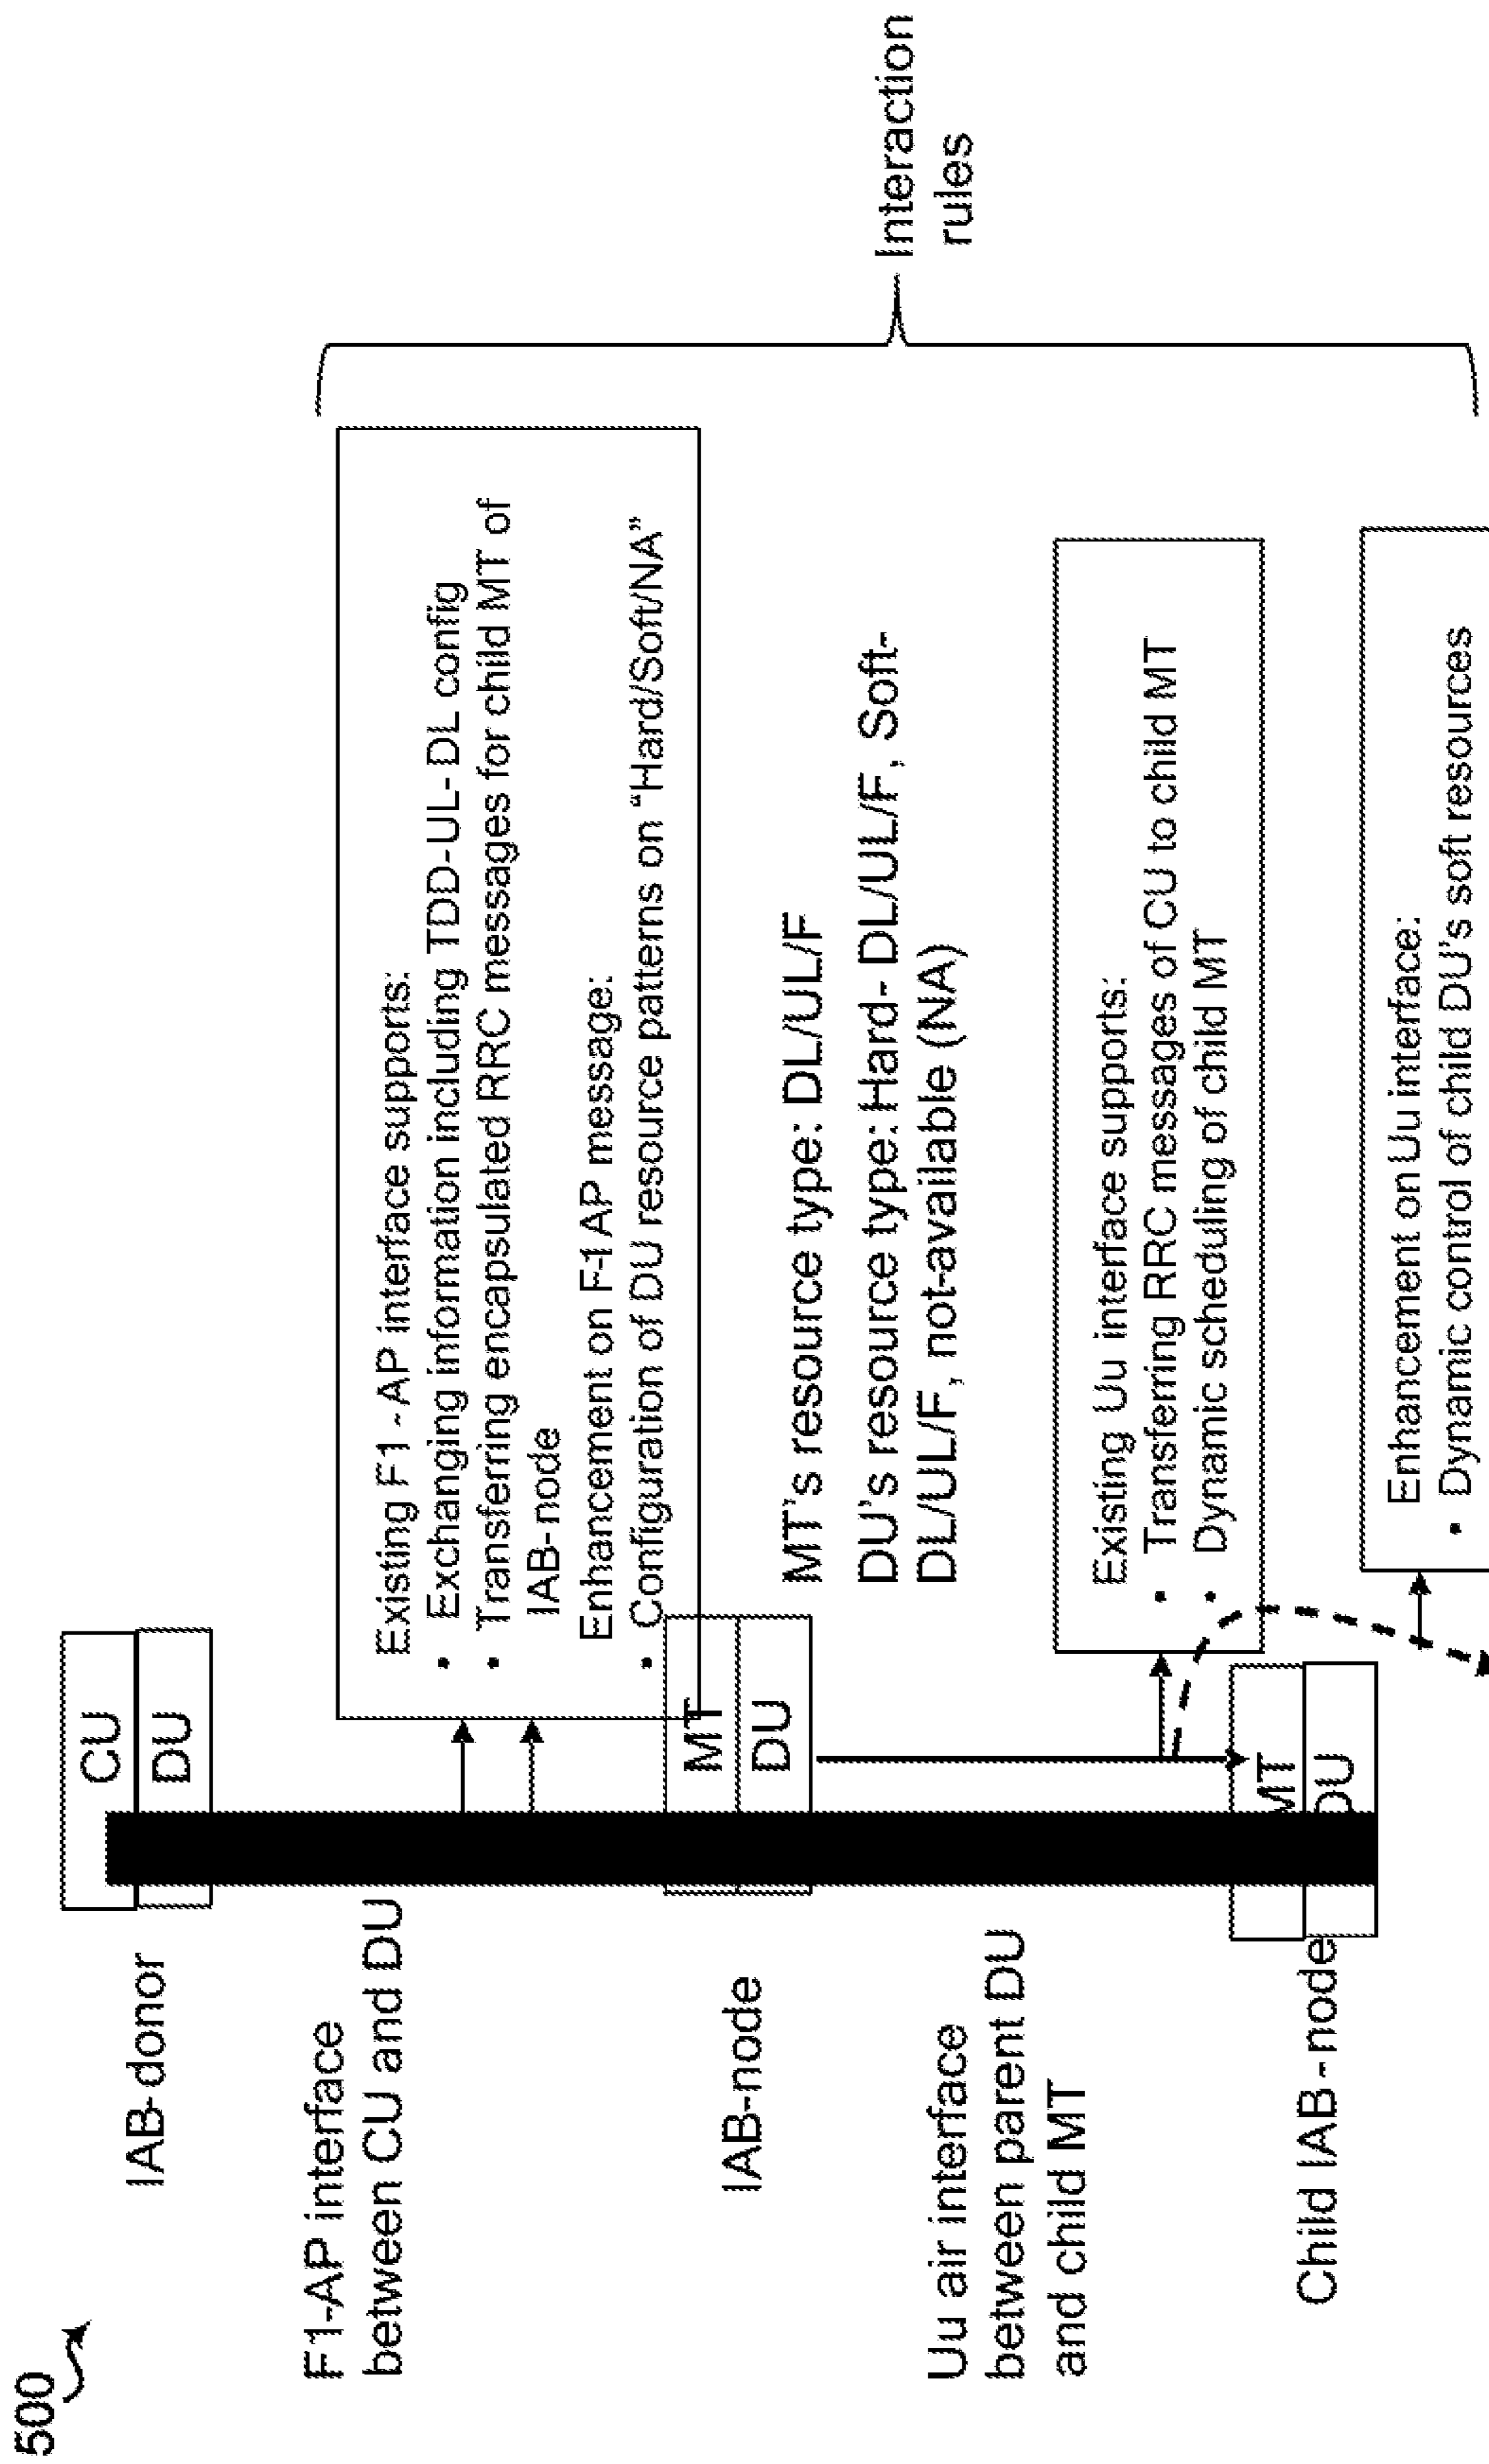 500
IAB-donor
CU
DU
F1-AP interface
between CU and DU
Existing F1 - AP interface supports:
• Exchanging information including TDD-UL- DL config
• Transferring encapsulated RRC messages for child MT of
IAB-node
Enhancement on F1AP message:
• Configuration of DU resource patterns on “Hard/Soft/NA”
IAB-node
MT
DU
MT's resource type: DL/UL/F
DU's resource type: Hard- DL/UL/F, Soft-
DL/UL/F, not-available (NA)
Uu air interface
between parent DU
and child MT
Existing Uu interface supports:
• Transferring RRC messages of CU to child MT
• Dynamic scheduling of child MT
Child IAB -node
MT
DU
Enhancement on Uu interface:
• Dynamic control of child DU's soft resources
Interaction
rules